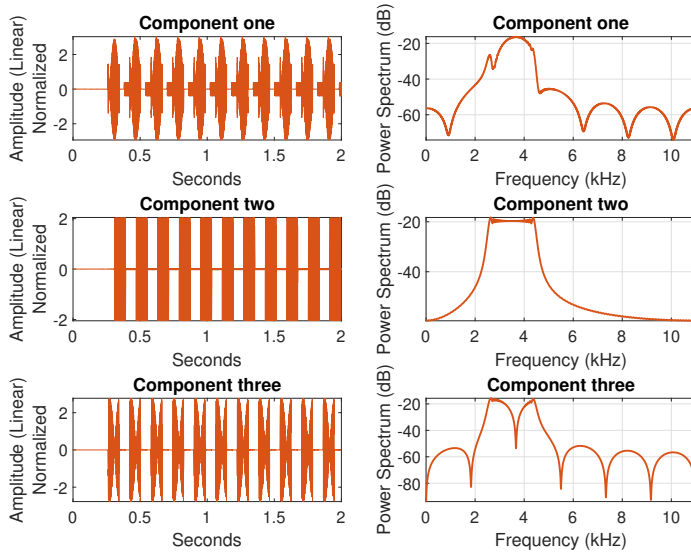 Component one
Amplitude (Linear)
Normalized
2
0
-2
0
0.5
1
1.5
2
Seconds
Component one
Power Spectrum (dB)
-20
-40
-60
0
2
4
6
8
10
Frequency (kHz)
Component two
Amplitude (Linear)
Normalized
2
0
-2
0
0.5
1
1.5
2
Seconds
Component two
Power Spectrum (dB)
-20
-40
0
2
4
6
8
10
Frequency (kHz)
Component three
Amplitude (Linear)
Normalized
2
0
-2
0
0.5
1
1.5
2
Seconds
Component three
Power Spectrum (dB)
-20
-40
-60
-80
0
2
4
6
8
10
Frequency (kHz)